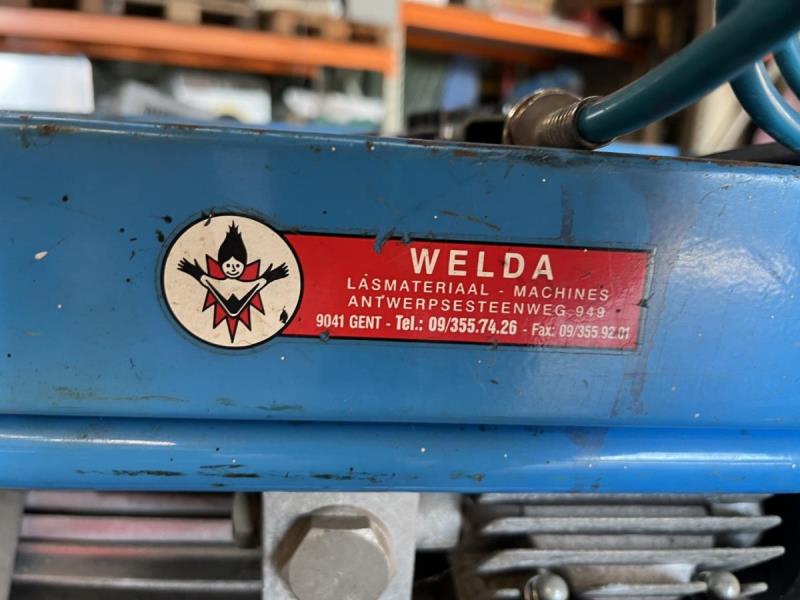 WELDA
LASMATERIAAL - MACHINES
ANTWERPSESTEENWEG 949
9041 GENT - Tel.: 09/355.74.26 - Fax: 09/355.92.01